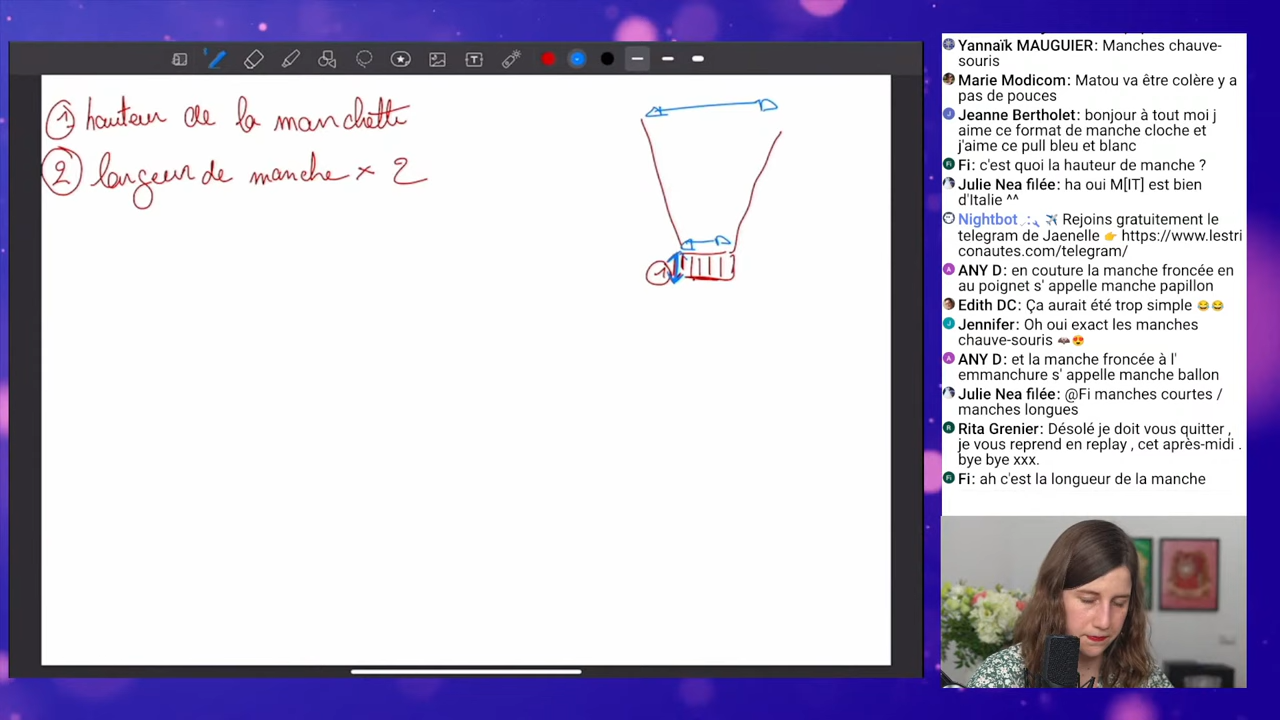 ① hauteur de la manchette
② largeur de manche × 2
①
T
Yannaïk MAUGUIER: Manches chauve-
souris
Marie Modicom: Matou va être colère y a
pas de pouces
Jeanne Bertholet: bonjour à tout moi j
aime ce format de manche cloche et
j'aime ce pull bleu et blanc
Fi: c'est quoi la hauteur de manche ?
Julie Nea filée: ha oui M[IT] est bien
d'Italie ^^
Nightbot : Rejoins gratuitement le
telegram de Jaenelle 👉 https://www.lestri
conautes.com/telegram/
ANY D: en couture la manche froncée en
au poignet s' appelle manche papillon
Edith DC: Ça aurait été trop simple 😂😂
Jennifer: Oh oui exact les manches
chauve-souris 🦇😍
ANY D: et la manche froncée à l'
emmanchure s' appelle manche ballon
Julie Nea filée: @Fi manches courtes /
manches longues
Rita Grenier: Désolé je doit vous quitter ,
je vous reprend en replay , cet après-midi .
bye bye xxx.
Fi: ah c'est la longueur de la manche